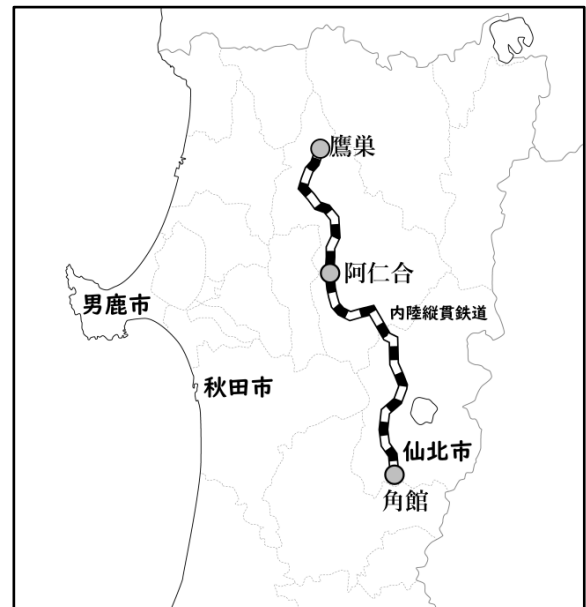 鷹巣
阿仁合
内陸縦貫鉄道
男鹿市
秋田市
仙北市
角館